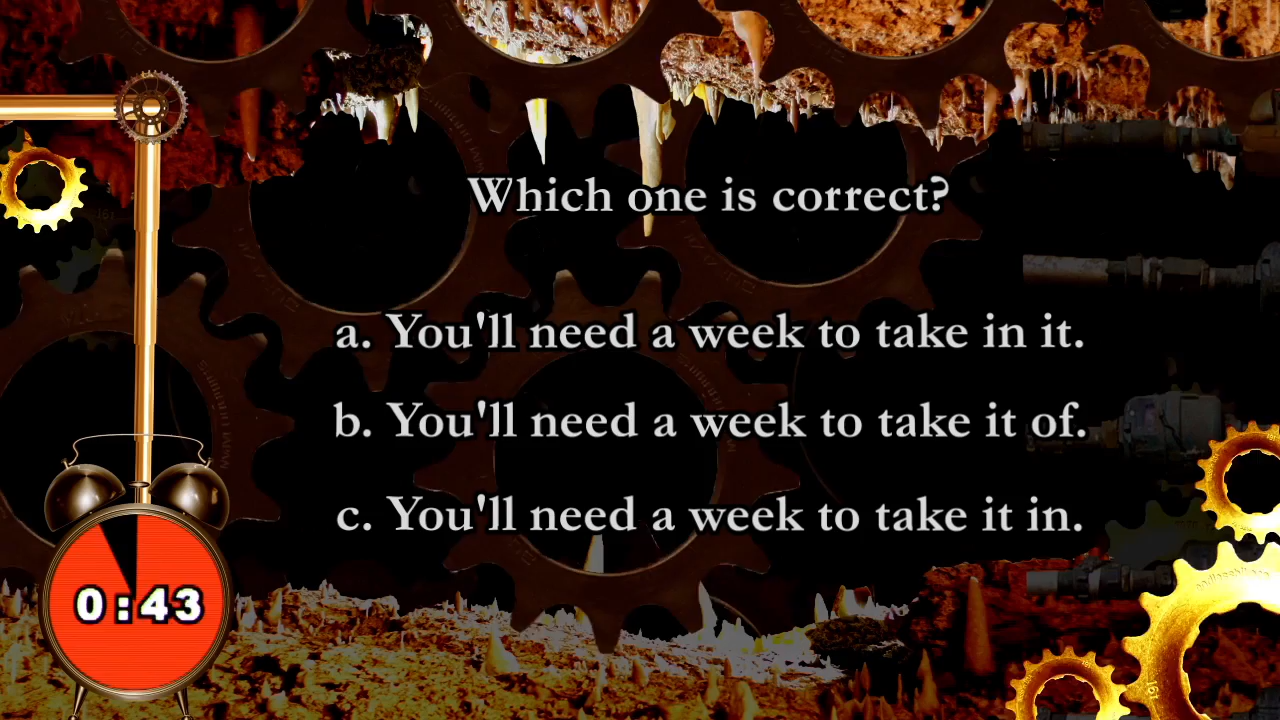 Which one is correct?
a. You'll need a week to take in it.
b. You'll need a week to take it of.
c. You'll need a week to take it in.
0:43